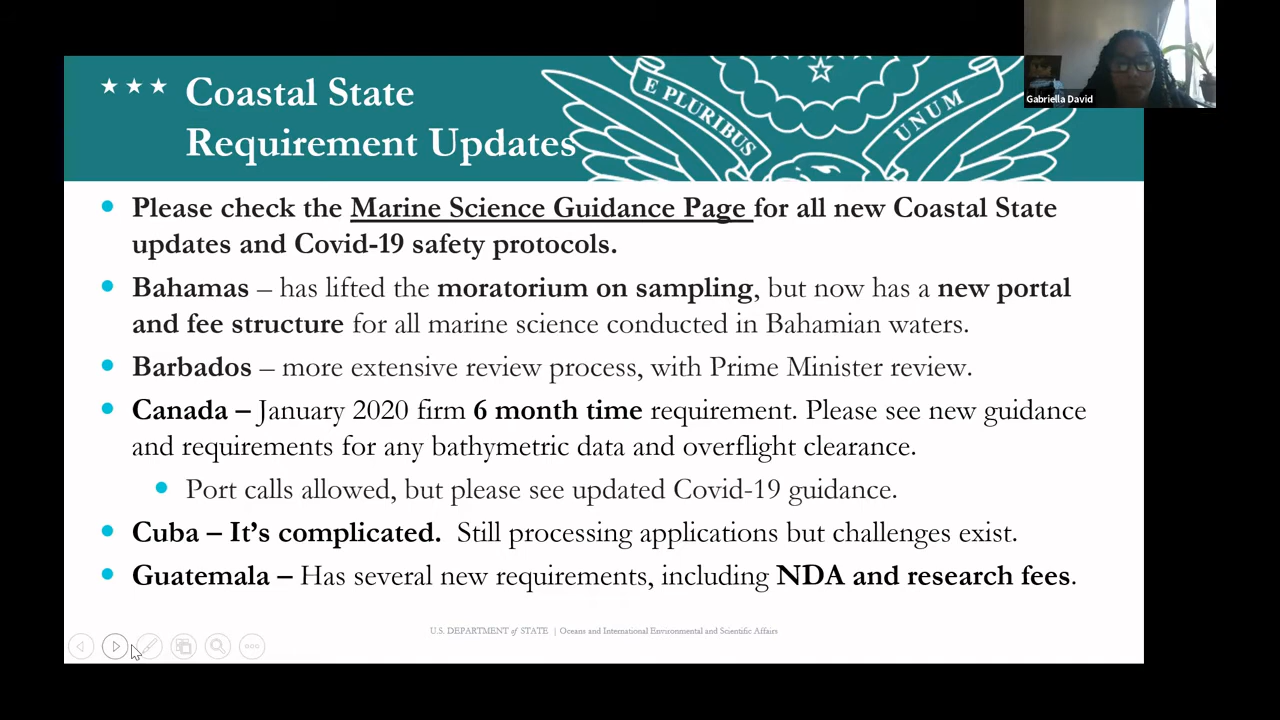 Coastal State
Requirement Updates
E PLURIBUS
UNUM
Gabriella David
Please check the Marine Science Guidance Page for all new Coastal State
updates and Covid-19 safety protocols.
Bahamas – has lifted the moratorium on sampling, but now has a new portal
and fee structure for all marine science conducted in Bahamian waters.
Barbados – more extensive review process, with Prime Minister review.
Canada – January 2020 firm 6 month time requirement. Please see new guidance
and requirements for any bathymetric data and overflight clearance.
Port calls allowed, but please see updated Covid-19 guidance.
Cuba – It's complicated.  Still processing applications but challenges exist.
Guatemala – Has several new requirements, including NDA and research fees.
U.S. DEPARTMENT of STATE | Oceans and International Environmental and Scientific Affairs